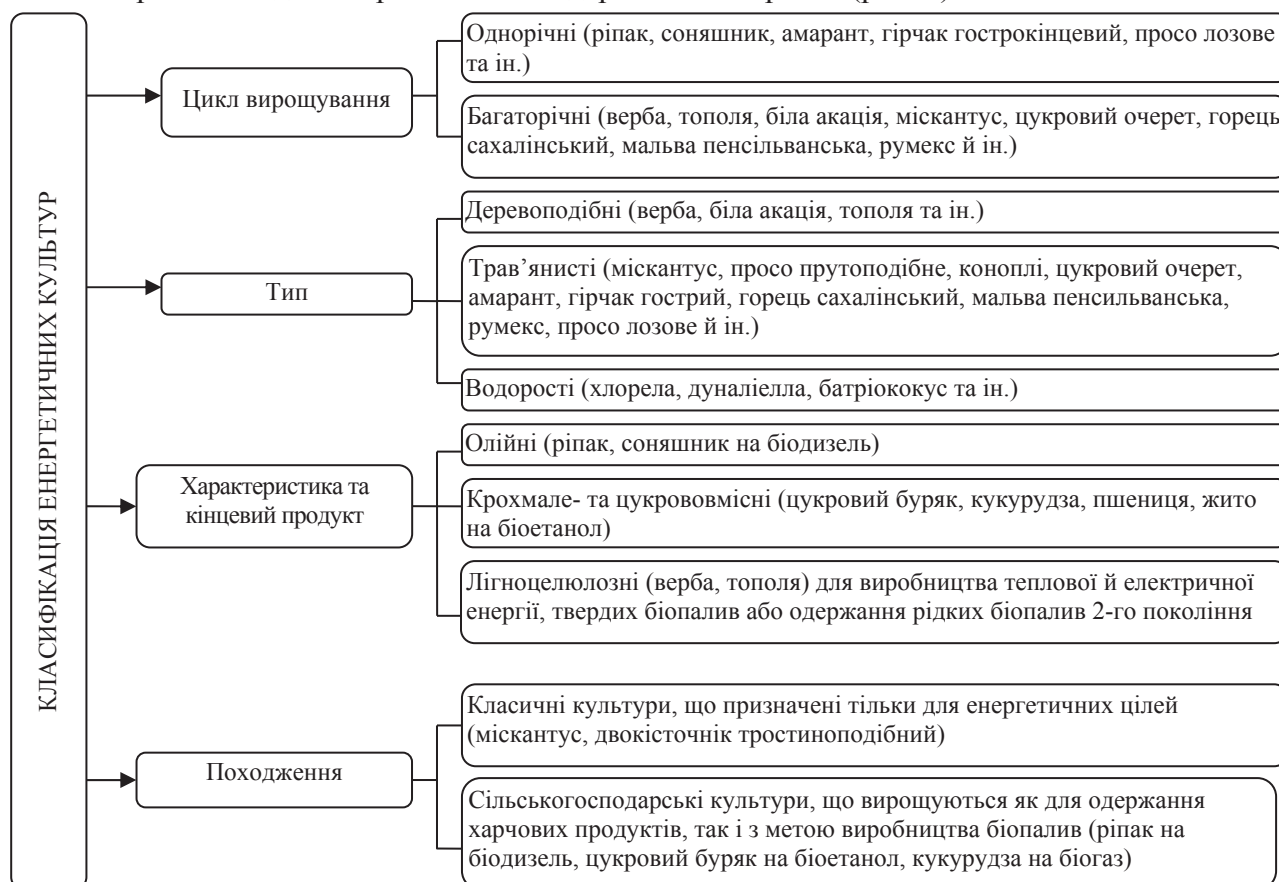 КЛАСИФІКАЦІЯ ЕНЕРГЕТИЧНИХ КУЛЬТУР
Цикл вирощування
Однорічні (ріпак, соняшник, амарант, гірчак гострокінцевий, просо лозове
та ін.)
Багаторічні (верба, тополя, біла акація, міскантус, цукровий очерет, горець
сахалінський, мальва пенсільванська, румекс й ін.)
Тип
Деревоподібні (верба, біла акація, тополя та ін.)
Трав’янисті (міскантус, просо прутоподібне, коноплі, цукровий очерет,
амарант, гірчак гострий, горець сахалінський, мальва пенсильванська,
румекс, просо лозове й ін.)
Водорості (хлорела, дуналіелла, батріококус та ін.)
Характеристика та
кінцевий продукт
Олійні (ріпак, соняшник на біодизель)
Крохмале- та цукрововмісні (цукровий буряк, кукурудза, пшениця, жито
на біоетанол)
Лігноцелюлозні (верба, тополя) для виробництва теплової й електричної
енергії, твердих біопалив або одержання рідких біопалив 2-го покоління
Походження
Класичні культури, що призначені тільки для енергетичних цілей
(міскантус, двокісточнік тростиноподібний)
Сільськогосподарські культури, що вирощуються як для одержання
харчових продуктів, так і з метою виробництва біопалив (ріпак на
біодизель, цукровий буряк на біоетанол, кукурудза на біогаз)